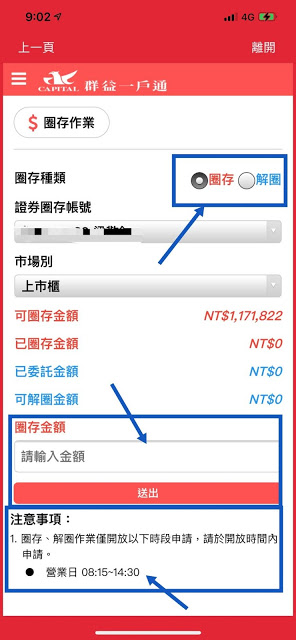 9:02
4G
上一頁 離開
CAPITAL 群益一戶通
$ 圈存作業
圈存種類 圈存 解圈
證券圈存帳號
市場別
上市櫃
可圈存金額 NT$1,171,822
已圈存金額 NT$0
已委託金額 NT$0
可解圈金額 NT$0
圈存金額
請輸入金額
送出
注意事項：
1. 圈存、解圈作業僅開放以下時段申請，請於開放時間內
申請。
● 營業日 08:15~14:30